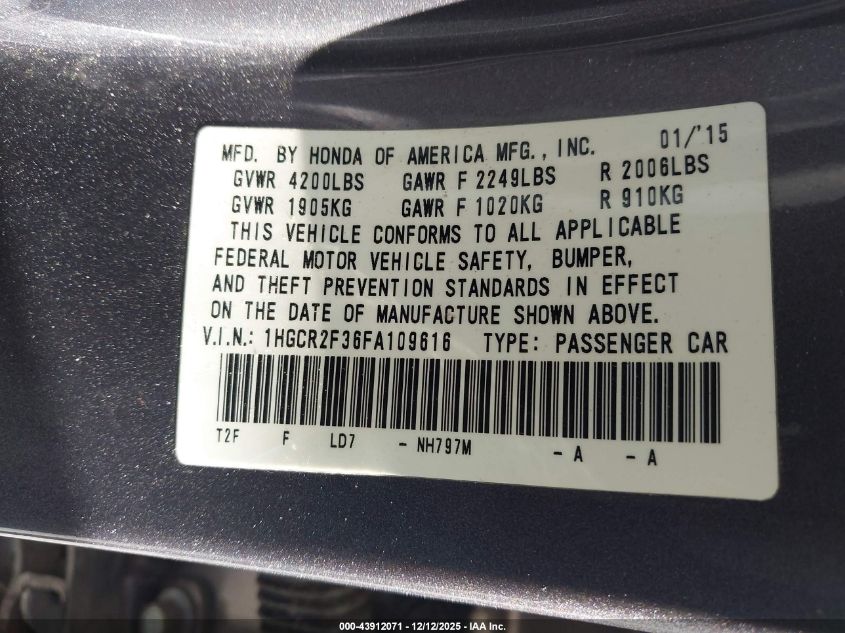 MFD. BY HONDA OF AMERICA MFG., INC. 01/'15
GVWR 4200LBS GAWR F 2249LBS R 2006LBS
GVWR 1905KG GAWR F 1020KG R 910KG
THIS VEHICLE CONFORMS TO ALL APPLICABLE
FEDERAL MOTOR VEHICLE SAFETY, BUMPER,
AND THEFT PREVENTION STANDARDS IN EFFECT
ON THE DATE OF MANUFACTURE SHOWN ABOVE.
V.I.N.: 1HGCR2F36FA109616 TYPE: PASSENGER CAR
T2F F LD7 - NH797M - A - A
000-43912071 - 12/12/2025 - IAA Inc.